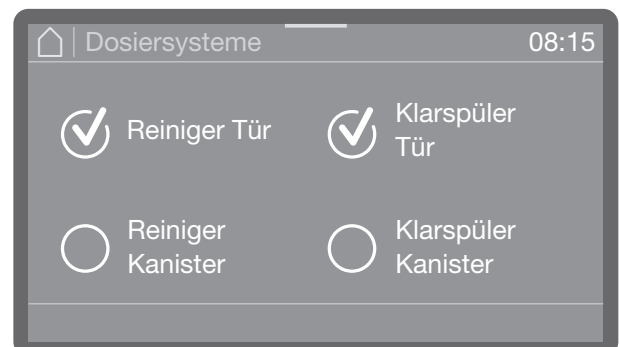 Dosiersysteme 08:15
Reiniger Tür
Klarspüler
Tür
Reiniger
Kanister
Klarspüler
Kanister